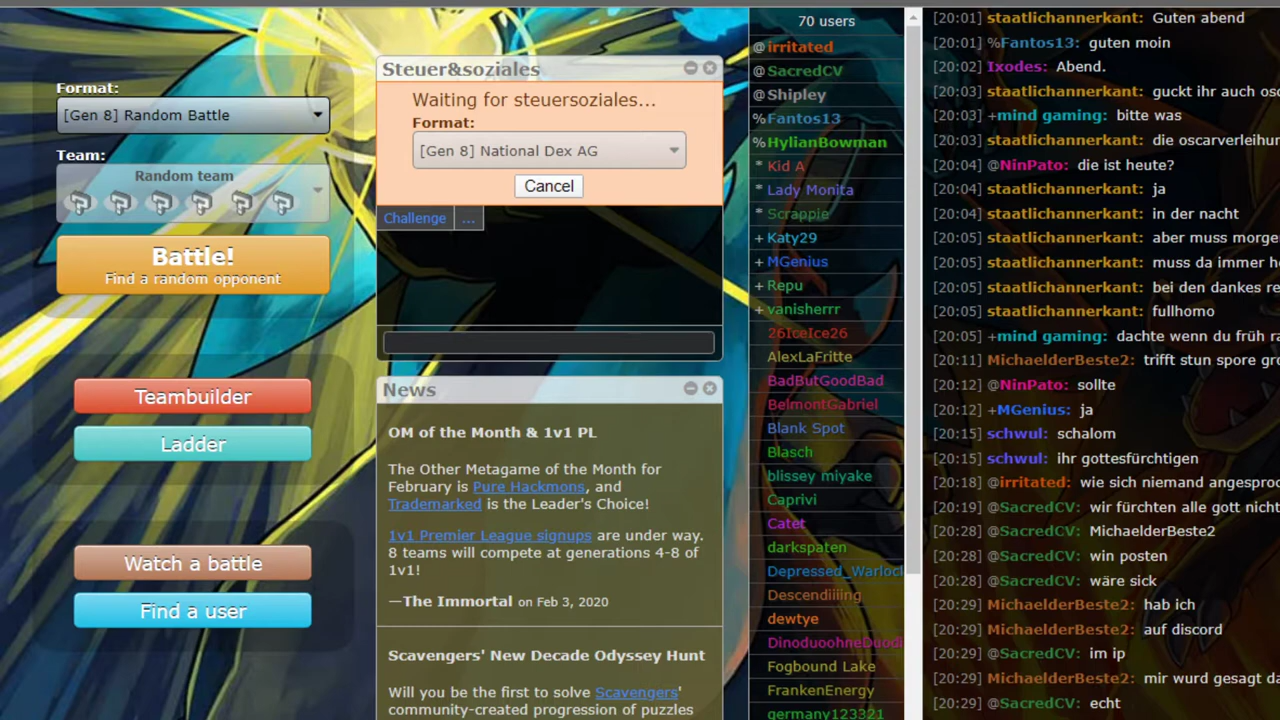 Format:
[Gen 8] Random Battle
Team:
Random team
Battle!
Find a random opponent
Teambuilder
Ladder
Watch a battle
Find a user
Steuer&soziales
Waiting for steuersoziales...
Format:
[Gen 8] National Dex AG
Cancel
Challenge
...
News
OM of the Month & 1v1 PL
The Other Metagame of the Month for
February is Pure Hackmons, and
Trademarked is the Leader's Choice!
1v1 Premier League signups are under way.
8 teams will compete at generations 4-8 of
1v1!
—The Immortal on Feb 3, 2020
Scavengers' New Decade Odyssey Hunt
Will you be the first to solve Scavengers'
community-created progression of puzzles
70 users
@irritated
@SacredCV
@Shipley
%Fantos13
%HylianBowman
* Kid A
* Lady Monita
* Scrappie
+Katy29
+MGenius
+Repu
+vanisherrr
26IceIce26
AlexLaFritte
BadButGoodBad
BelmontGabriel
Blank Spot
Blasch
blissey miyake
Caprivi
Catet
darkspaten
Depressed_Warlock
Descendiiing
dewtye
DinoduoohneDuodi
Fogbound Lake
FrankenEnergy
germany123321
[20:01] staatlichannerkant: Guten abend
[20:01] %Fantos13: guten moin
[20:02] Ixodes: Abend.
[20:03] staatlichannerkant: guckt ihr auch osc
[20:03] +mind gaming: bitte was
[20:03] staatlichannerkant: die oscarverleihun
[20:04] @NinPato: die ist heute?
[20:04] staatlichannerkant: ja
[20:04] staatlichannerkant: in der nacht
[20:05] staatlichannerkant: aber muss morge
[20:05] staatlichannerkant: muss da immer he
[20:05] staatlichannerkant: bei den dankes re
[20:05] staatlichannerkant: fullhomo
[20:05] +mind gaming: dachte wenn du früh ra
[20:11] MichaelderBeste2: trifft stun spore gro
[20:12] @NinPato: sollte
[20:12] +MGenius: ja
[20:15] schwul: schalom
[20:15] schwul: ihr gottesfürchtigen
[20:18] @irritated: wie sich niemand angesproc
[20:19] @SacredCV: wir fürchten alle gott nicht
[20:28] @SacredCV: MichaelderBeste2
[20:28] @SacredCV: win posten
[20:28] @SacredCV: wäre sick
[20:29] MichaelderBeste2: hab ich
[20:29] MichaelderBeste2: auf discord
[20:29] @SacredCV: im ip
[20:29] MichaelderBeste2: mir wurd gesagt da
[20:29] @SacredCV: echt